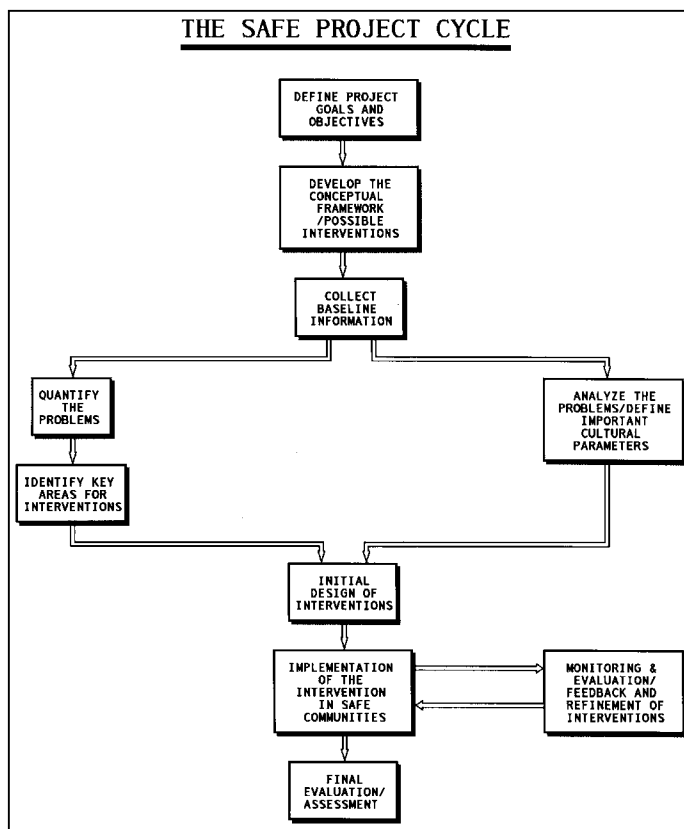 THE SAFE PROJECT CYCLE
DEFINE PROJECT
GOALS AND
OBJECTIVES
DEVELOP THE
CONCEPTUAL
FRAMEWORK
/POSSIBLE
INTERVENTIONS
COLLECT
BASELINE
INFORMATION
QUANTIFY
THE
PROBLEMS
ANALYZE THE
PROBLEMS/DEFINE
IMPORTANT
CULTURAL
PARAMETERS
IDENTIFY KEY
AREAS FOR
INTERVENTIONS
INITIAL
DESIGN OF
INTERVENTIONS
IMPLEMENTATION
OF THE
INTERVENTION
IN SAFE
COMMUNITIES
MONITORING &
EVALUATION/
FEEDBACK AND
REFINEMENT OF
INTERVENTIONS
FINAL
EVALUATION/
ASSESSMENT